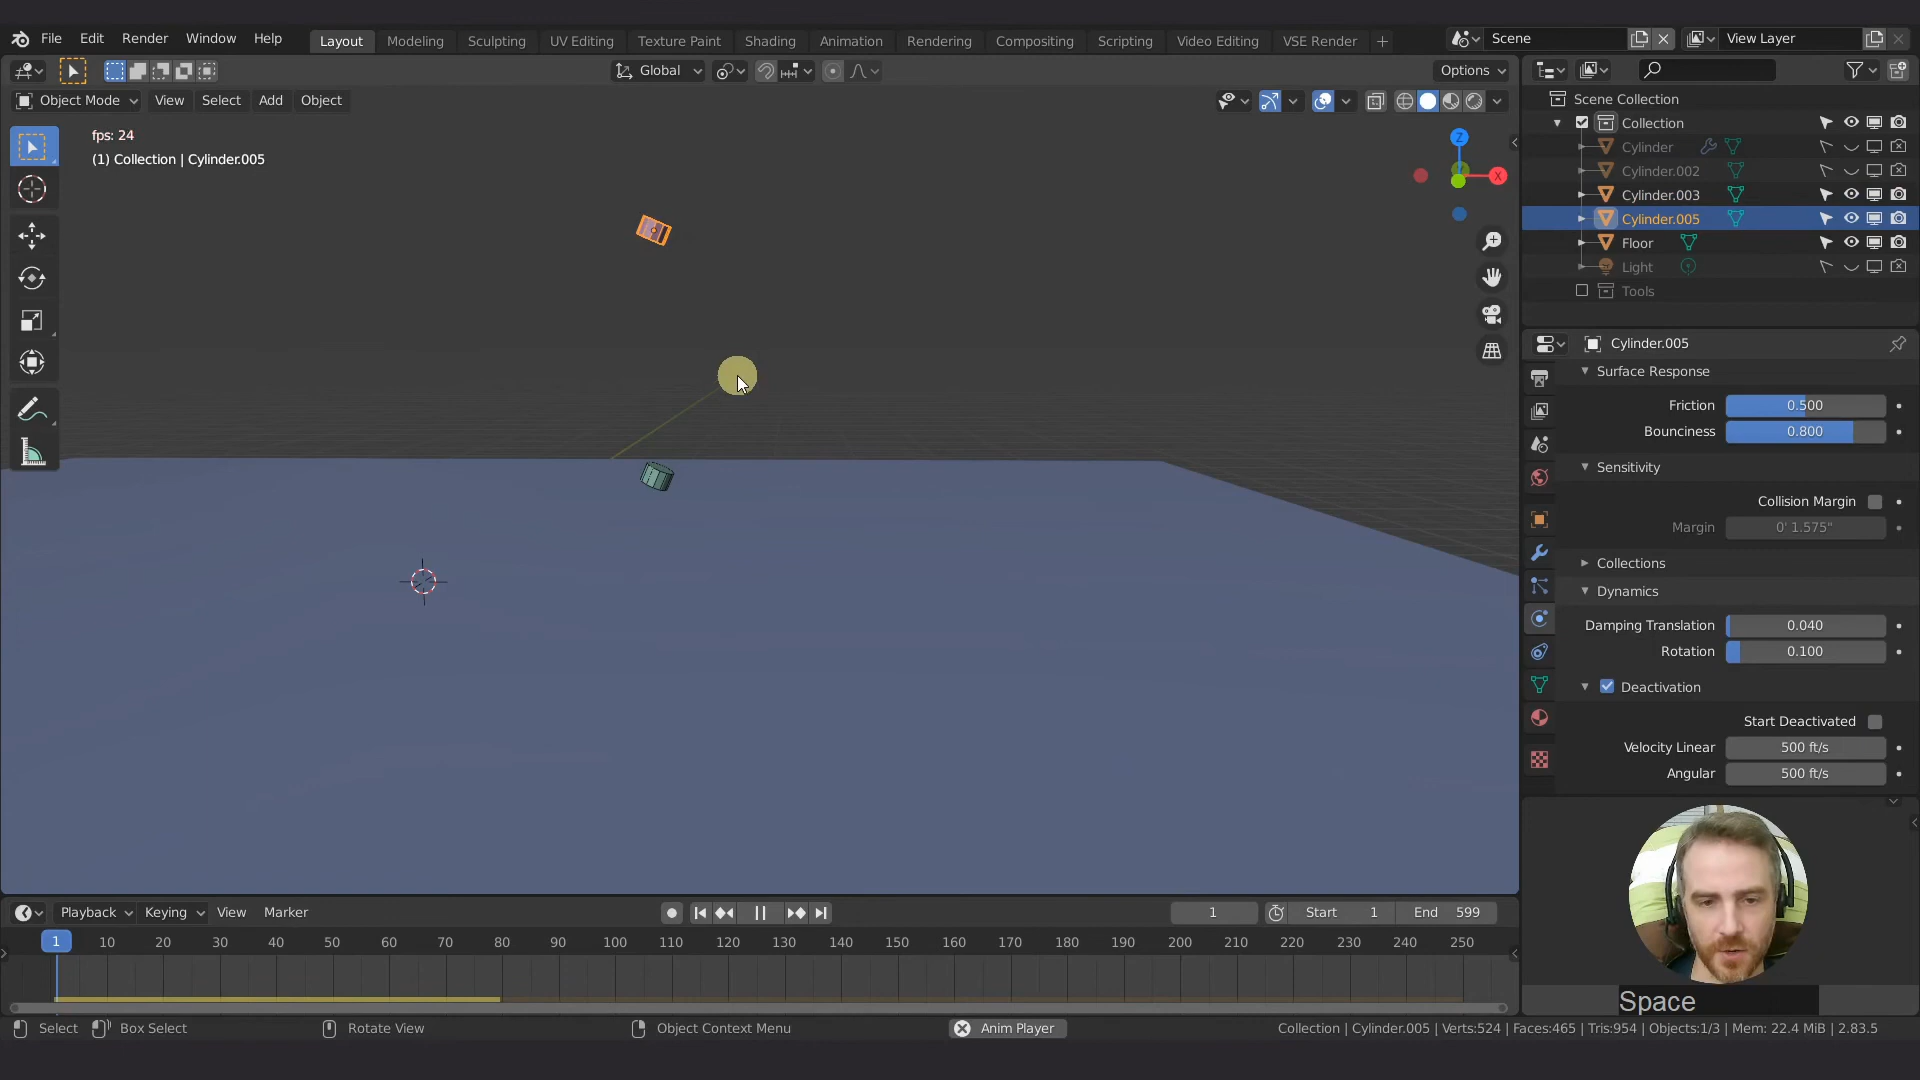 File Edit Render Window Help Layout Modeling Sculpting UV Editing Texture Paint Shading Animation Rendering Compositing Scripting Video Editing VSE Render + Scene View Layer
Global Options
Object Mode View Select Add Object
Scene Collection
fps: 24
Collection
(1) Collection | Cylinder.005
Z
Cylinder
X
Cylinder.002
Cylinder.003
Cylinder.005
Floor
Light
Tools
Cylinder.005
Surface Response
Friction 0.500
Bounciness 0.800
Sensitivity
Collision Margin
Margin 0' 1.575"
Collections
Dynamics
Damping Translation 0.040
Rotation 0.100
Deactivation
Start Deactivated
Velocity Linear 500 ft/s
Angular 500 ft/s
Playback Keying View Marker 1 Start 1 End 599
1 10 20 30 40 50 60 70 80 90 100 110 120 130 140 150 160 170 180 190 200 210 220 230 240 250
Space
Select Box Select Rotate View Object Context Menu Anim Player Collection | Cylinder.005 | Verts:524 | Faces:465 | Tris:954 | Objects:1/3 | Mem: 22.4 MiB | 2.83.5